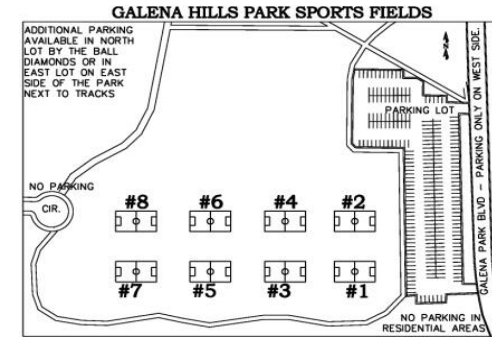 GALENA HILLS PARK SPORTS FIELDS
ADDITIONAL PARKING
AVAILABLE IN NORTH
LOT BY THE BALL
DIAMONDS OR IN
EAST LOT ON EAST
SIDE OF THE PARK
NEXT TO TRACKS
PARKING LOT
GALENA PARK BLVD - PARKING ONLY ON WEST SIDE.
NO PARKING
CIR.
#8 #6 #4 #2
#7 #5 #3 #1
NO PARKING IN
RESIDENTIAL AREAS